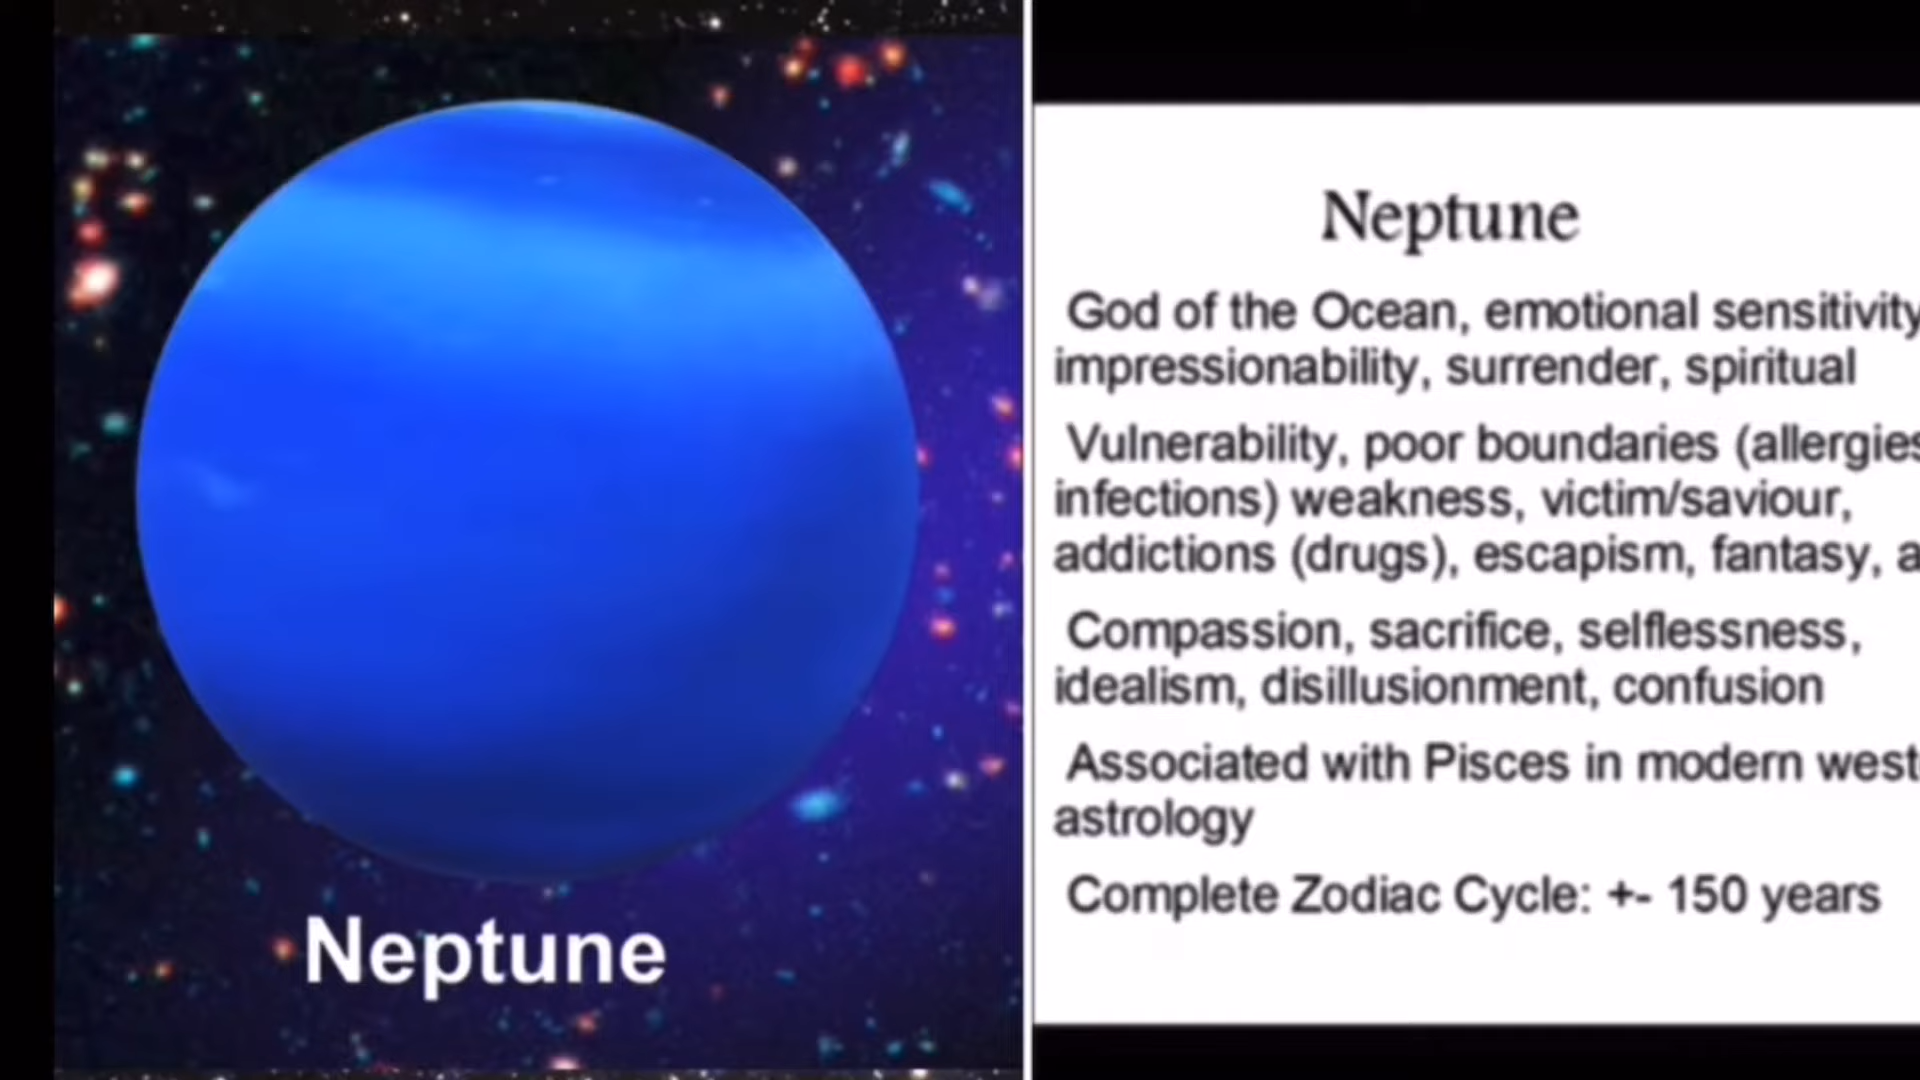 Neptune
Neptune
God of the Ocean, emotional sensitivity
impressionability, surrender, spiritual
Vulnerability, poor boundaries (allergies
infections) weakness, victim/saviour,
addictions (drugs), escapism, fantasy, a
Compassion, sacrifice, selflessness,
idealism, disillusionment, confusion
Associated with Pisces in modern west
astrology
Complete Zodiac Cycle: +- 150 years